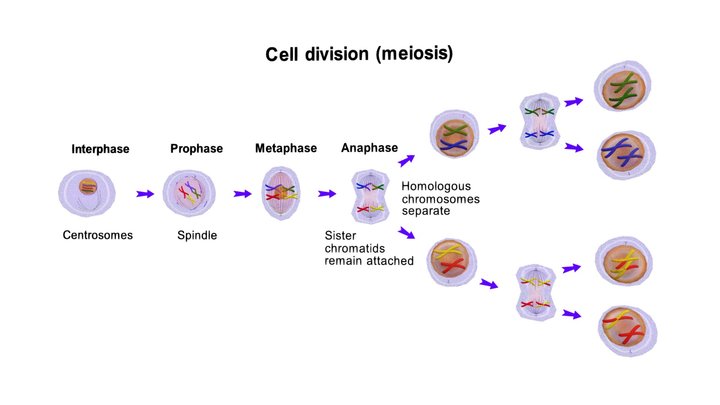 Cell division (meiosis)
Interphase
Prophase
Metaphase
Anaphase
Centrosomes
Spindle
Sister
chromatids
remain attached
Homologous
chromosomes
separate